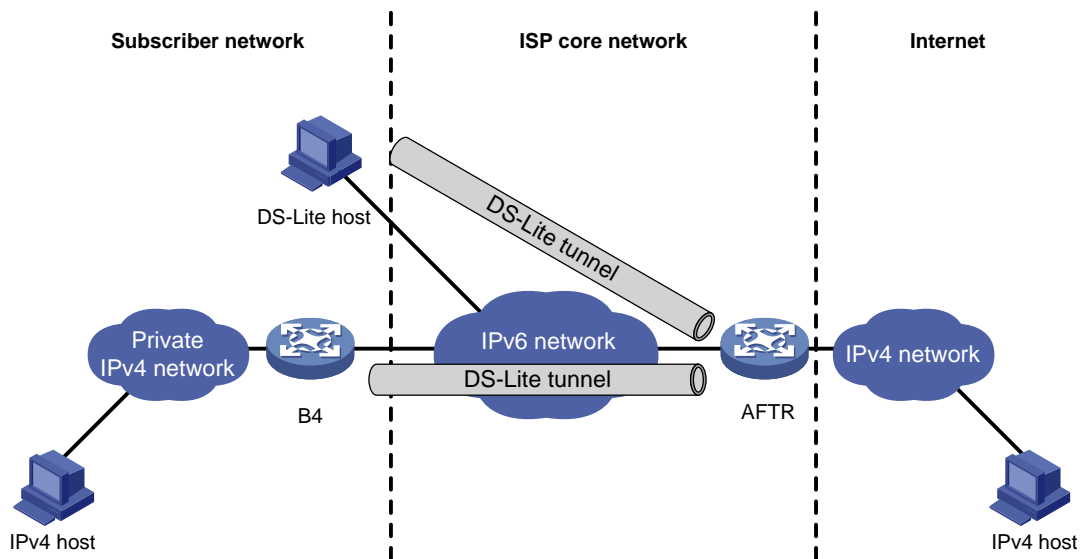 Subscriber network
ISP core network
Internet
DS-Lite host
DS-Lite tunnel
Private
IPv4 network
B4
IPv6 network
DS-Lite tunnel
AFTR
IPv4 network
IPv4 host
IPv4 host